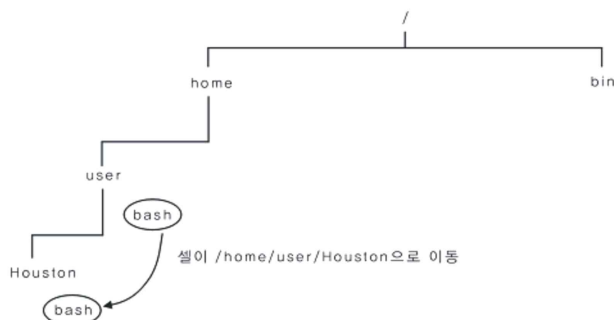 /
home
bin
user
bash
셸이 /home/user/Houston으로 이동
Houston
bash